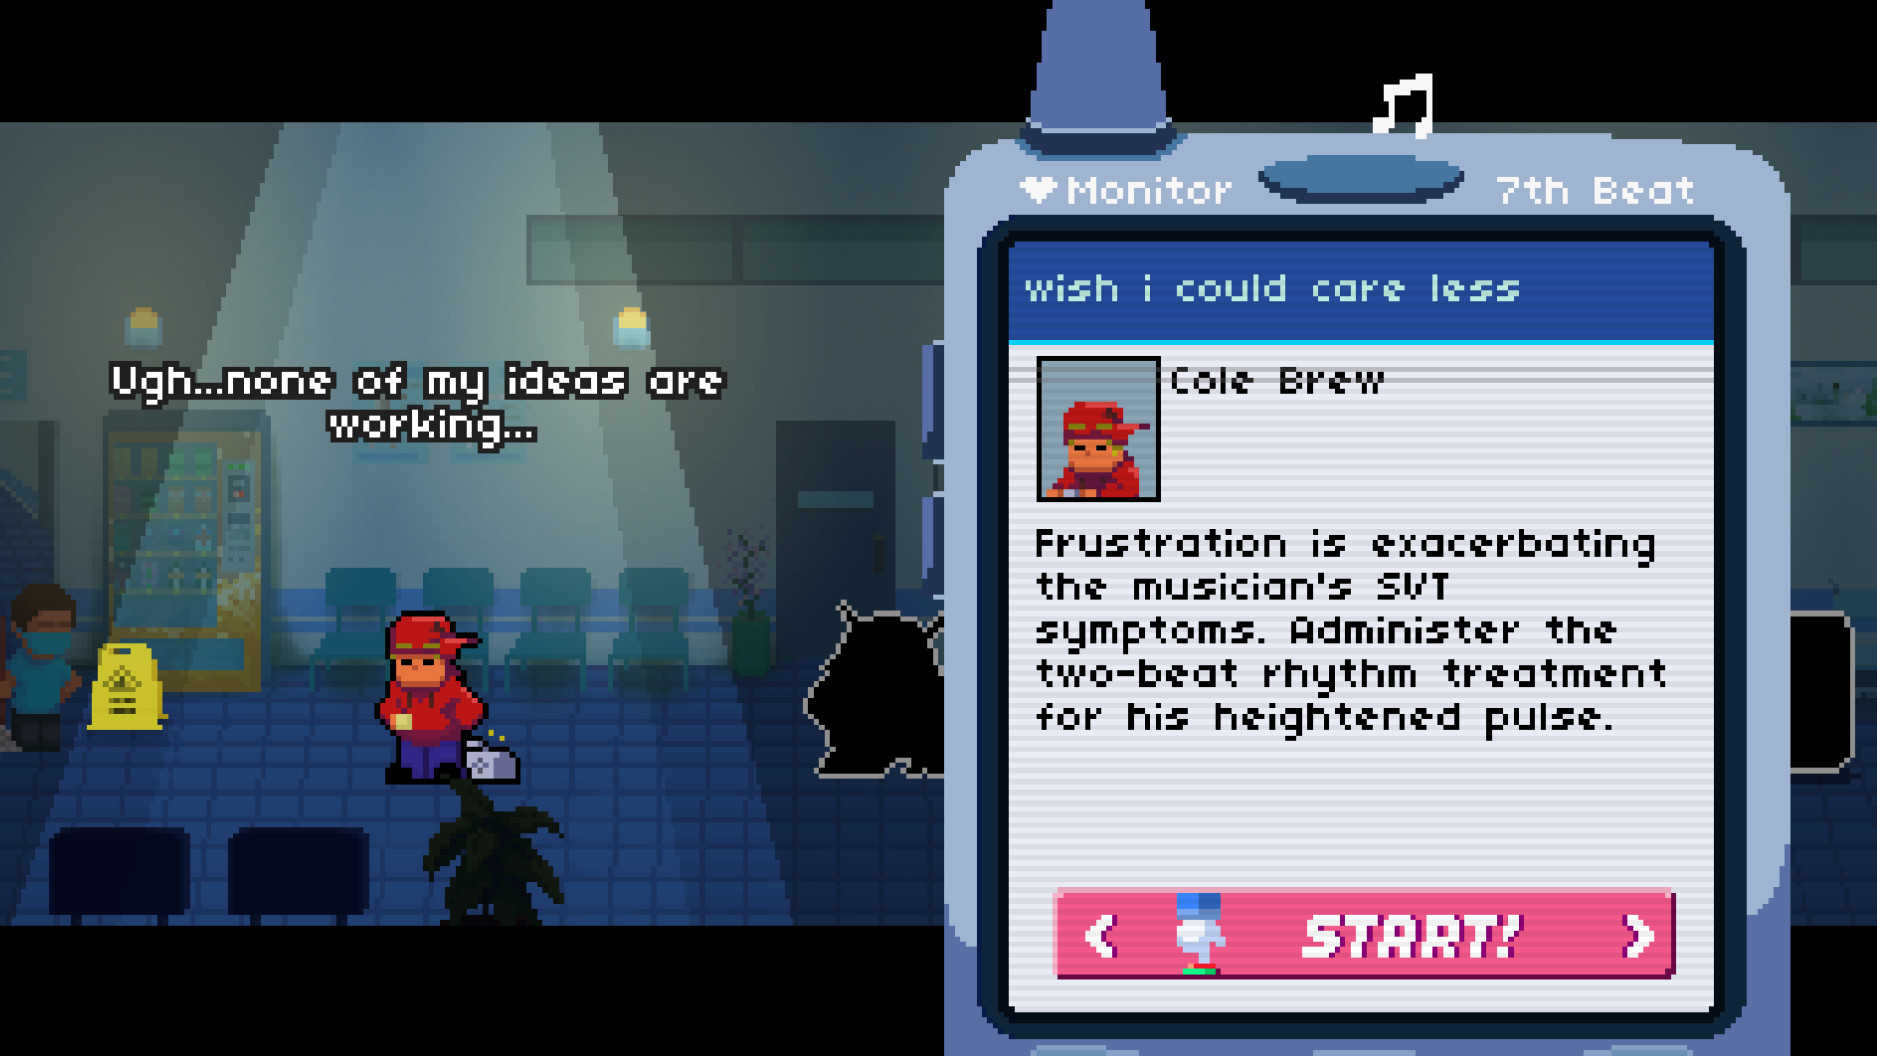 Monitor
7th Beat
wish i could care less
Ugh...none of my ideas are
working...
Cole Brew
Frustration is exacerbating
the musician's SVT
symptoms. Administer the
two-beat rhythm treatment
for his heightened pulse.
< START! >